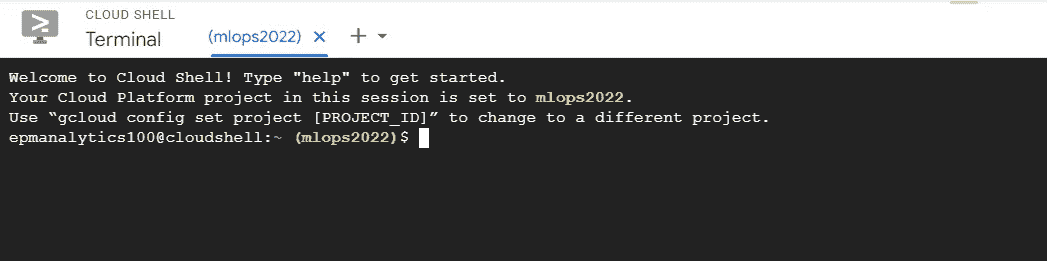 CLOUD SHELL
Terminal
(mlops2022) ×
Welcome to Cloud Shell! Type "help" to get started.
Your Cloud Platform project in this session is set to mlops2022.
Use “gcloud config set project [PROJECT_ID]” to change to a different project.
epmanalytics100@cloudshell:~ (mlops2022)$